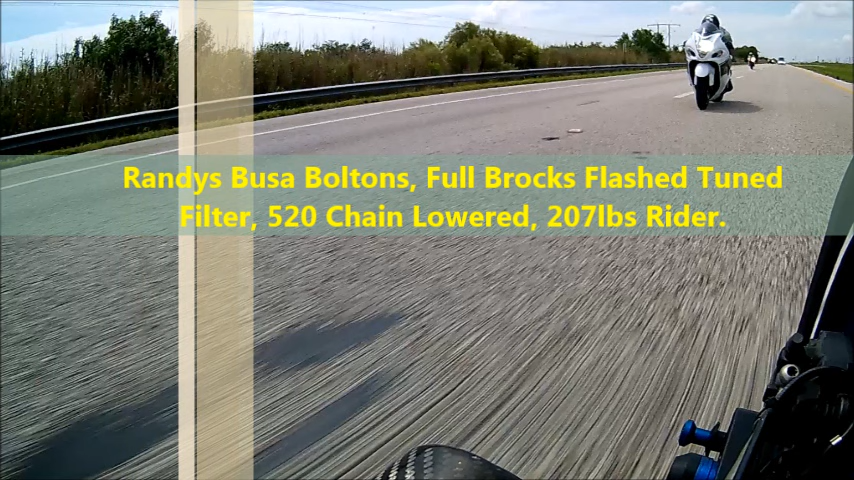 Randys Busa Boltons, Full Brocks Flashed Tuned
Filter, 520 Chain Lowered, 207lbs Rider.